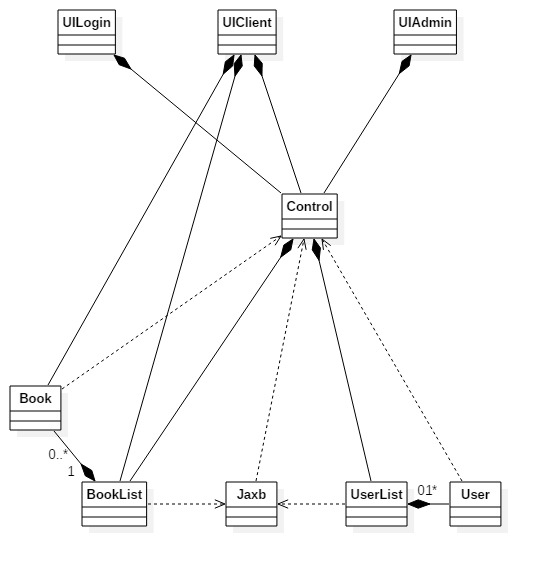 UILogin
UIClient
UIAdmin
Control
Book
0..*
1
BookList
Jaxb
UserList
01*
User